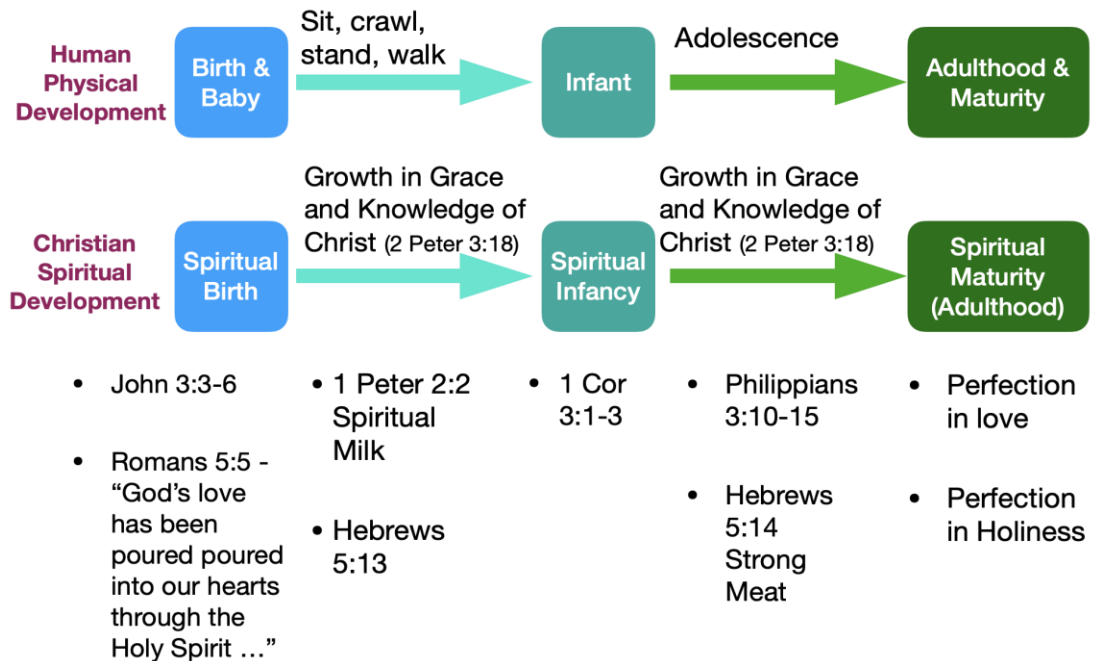 Human
Physical
Development
Birth &
Baby
Sit, crawl,
stand, walk
Infant
Adolescence
Adulthood &
Maturity
Christian
Spiritual
Development
Spiritual
Birth
Growth in Grace
and Knowledge of
Christ (2 Peter 3:18)
Spiritual
Infancy
Growth in Grace
and Knowledge of
Christ (2 Peter 3:18)
Spiritual
Maturity
(Adulthood)
• John 3:3-6
• Romans 5:5 -
“God’s love
has been
poured poured
into our hearts
through the
Holy Spirit …”
• 1 Peter 2:2
Spiritual
Milk
• Hebrews
5:13
• 1 Cor
3:1-3
• Philippians
3:10-15
• Hebrews
5:14
Strong
Meat
• Perfection
in love
• Perfection
in Holiness